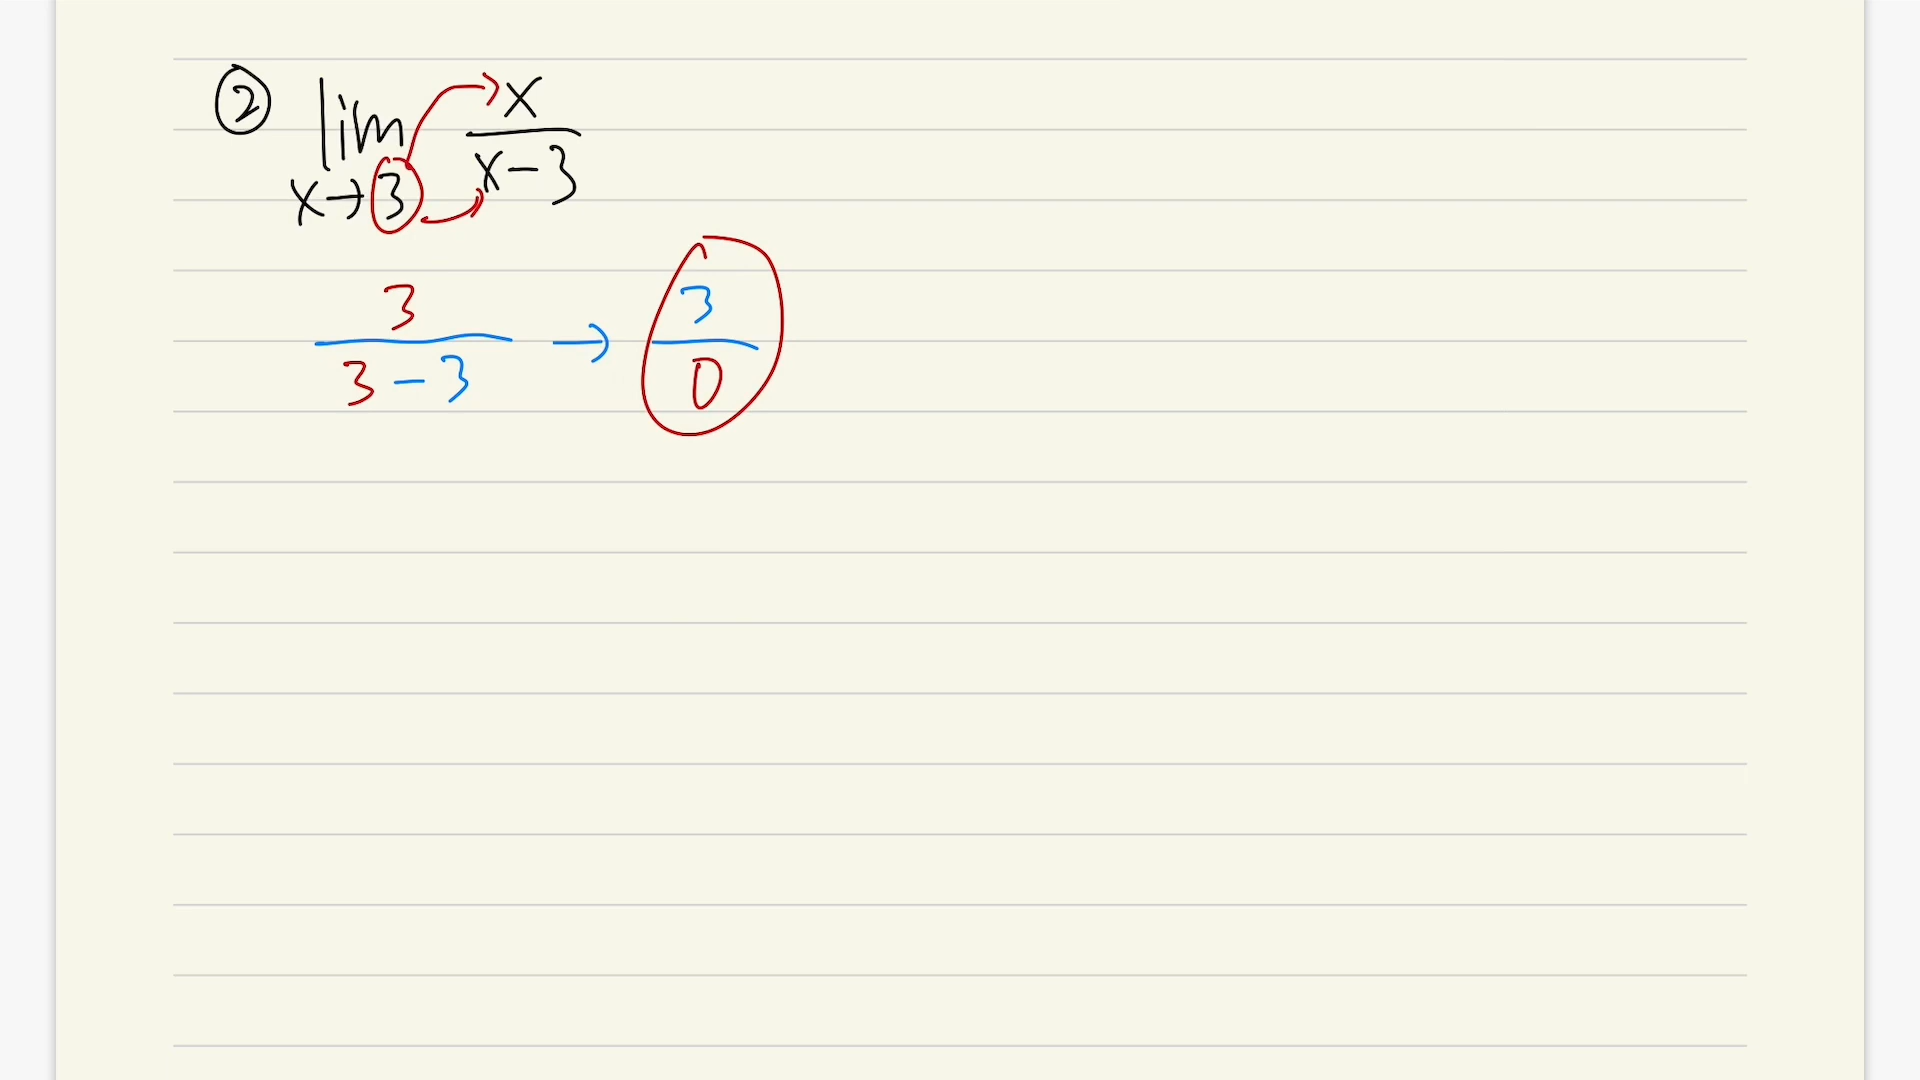 ② lim x→3 x/(x-3)
3/(3-3) → 3/0